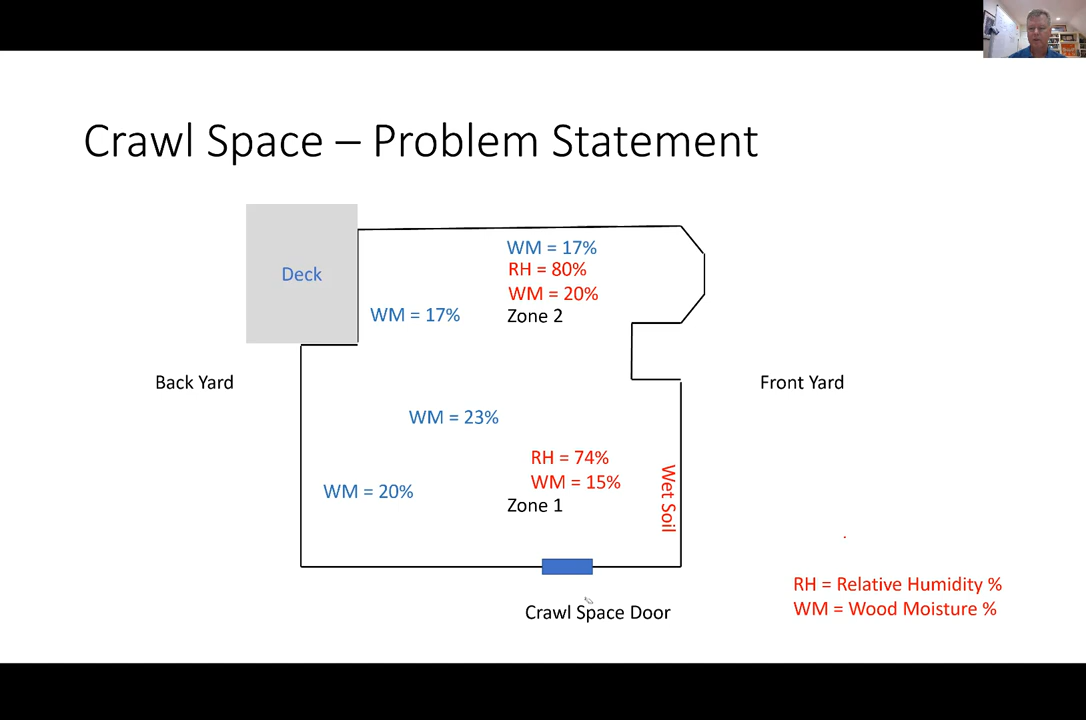 Crawl Space – Problem Statement
WM = 17%
RH = 80%
WM = 20%
Zone 2
Deck
WM = 17%
Back Yard
Front Yard
WM = 23%
RH = 74%
WM = 15%
Zone 1
WM = 20%
Wet Soil
Crawl Space Door
RH = Relative Humidity %
WM = Wood Moisture %